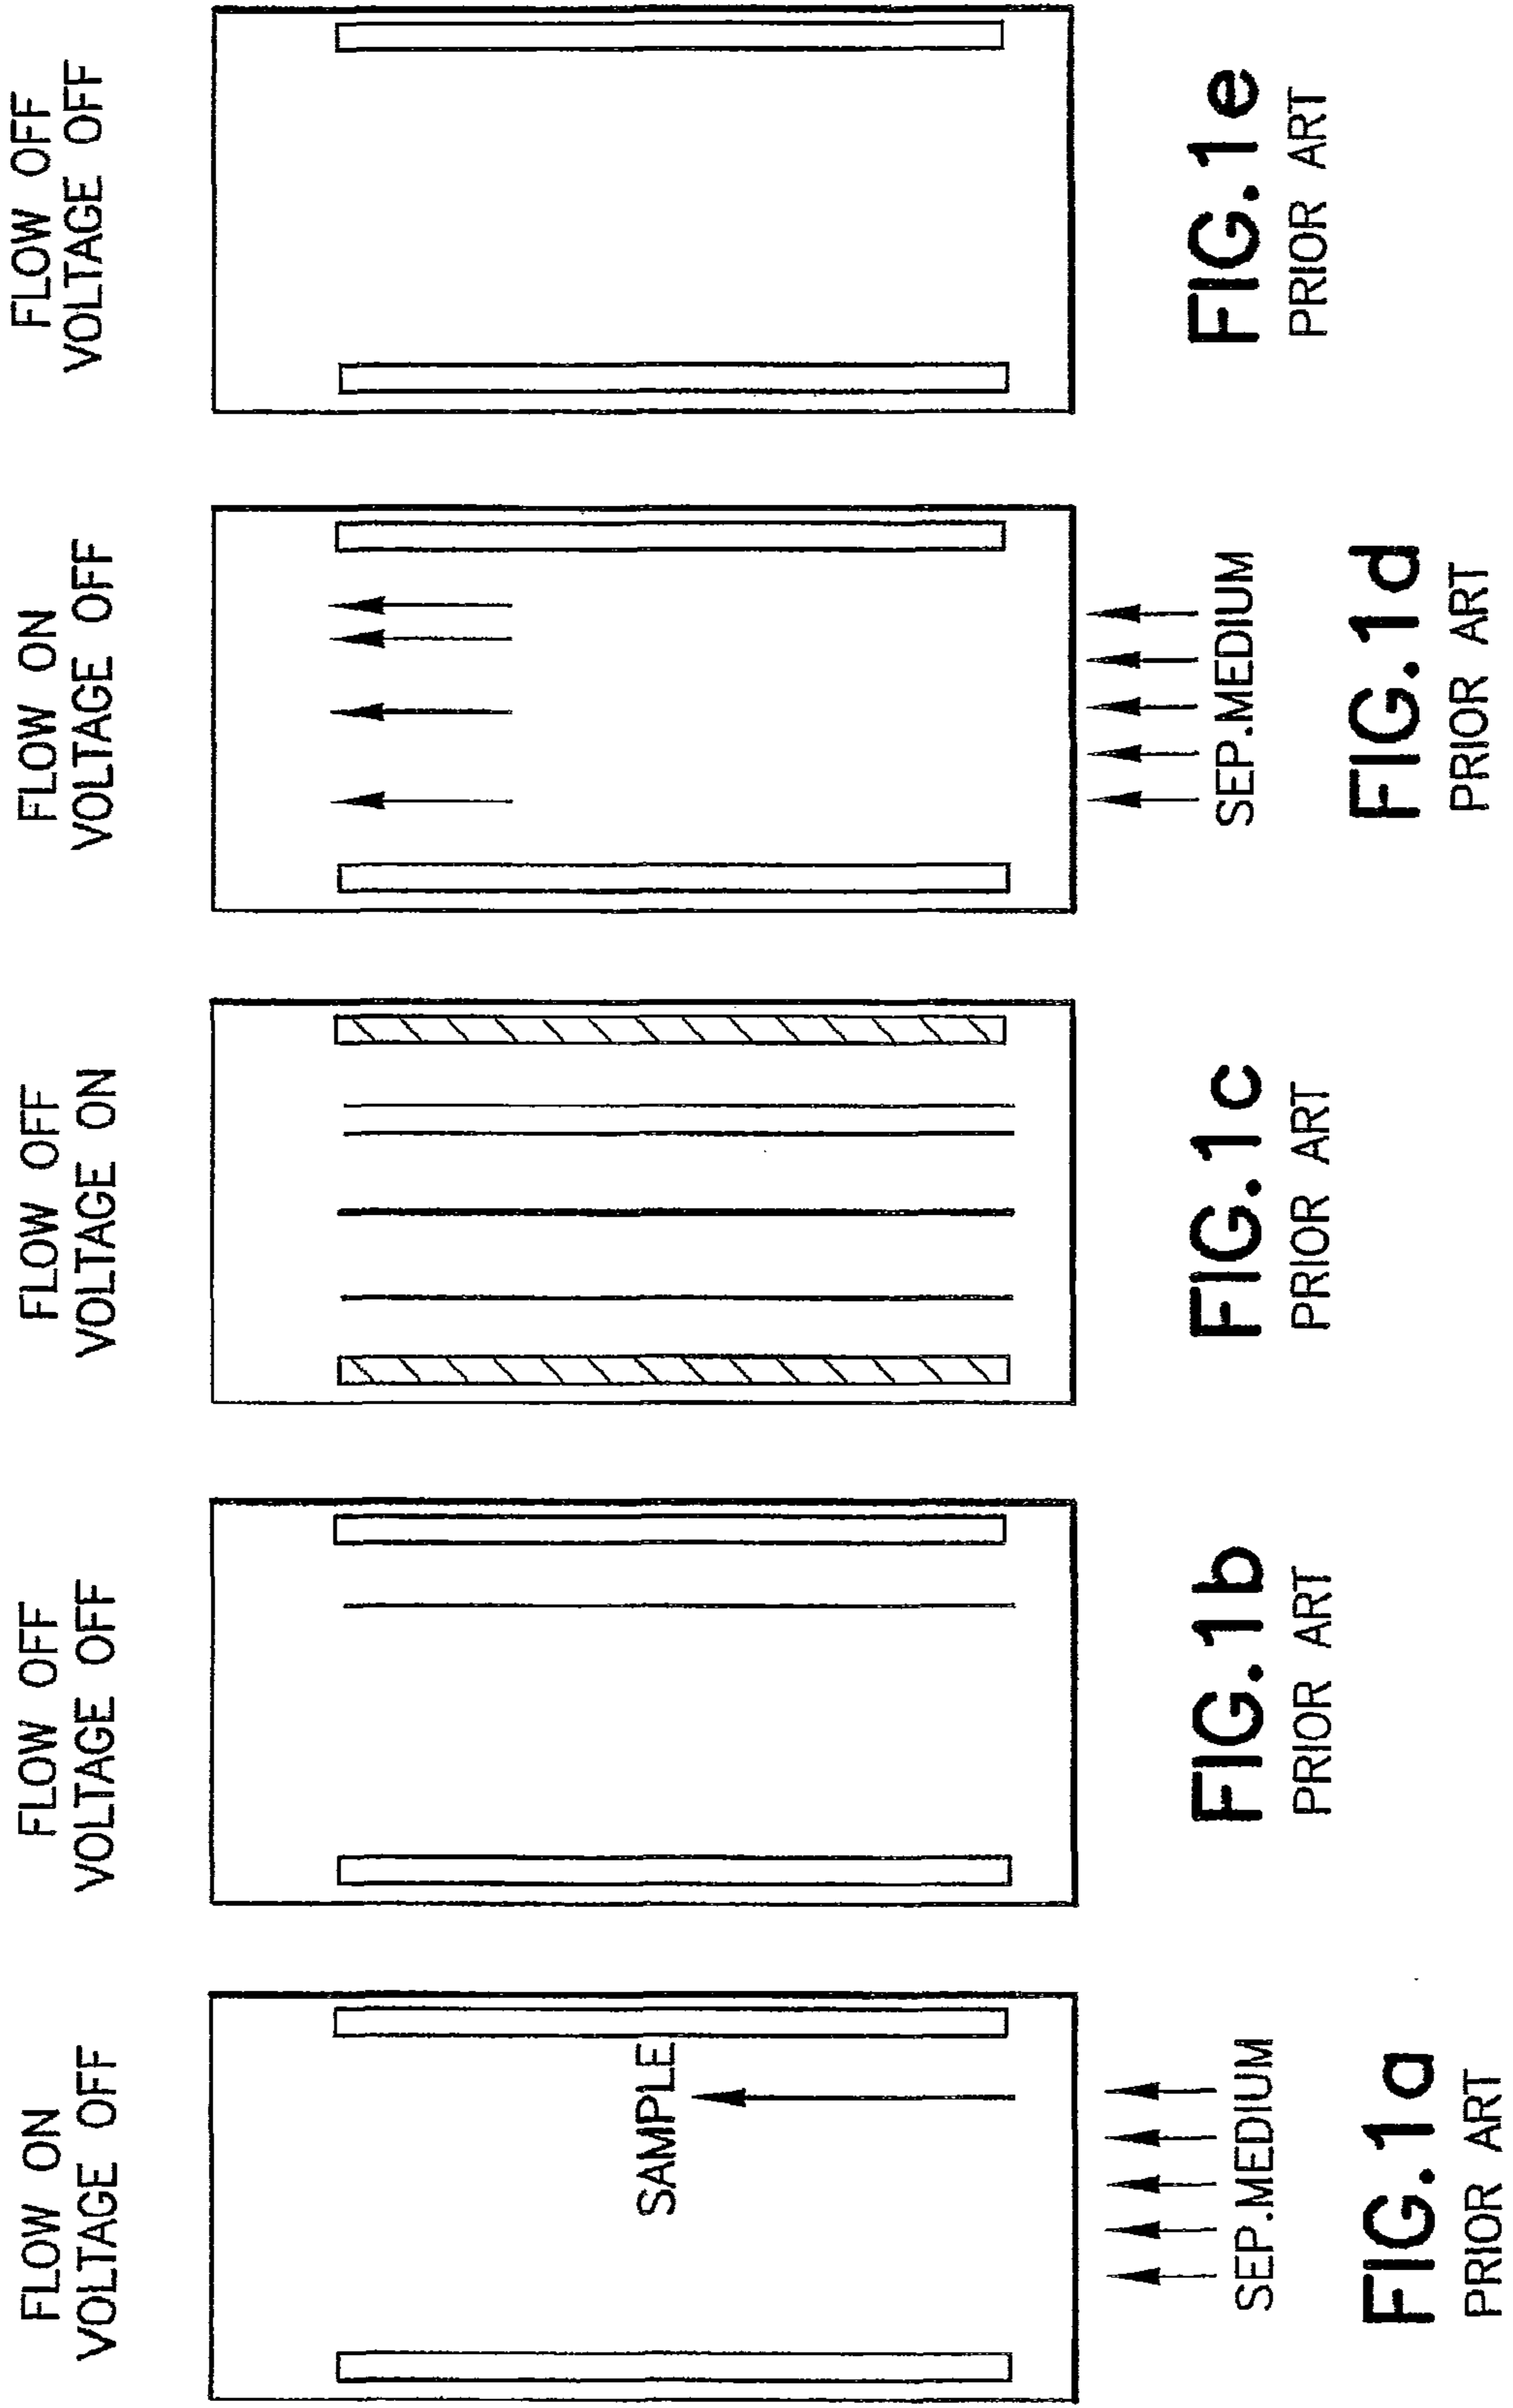 FLOW ON
VOLTAGE OFF
SAMPLE
SEP.MEDIUM
FIG.1a
PRIOR ART
FLOW OFF
VOLTAGE OFF
FIG.1b
PRIOR ART
FLOW OFF
VOLTAGE ON
FIG.1c
PRIOR ART
FLOW ON
VOLTAGE OFF
SEP.MEDIUM
FIG.1d
PRIOR ART
FLOW OFF
VOLTAGE OFF
FIG.1e
PRIOR ART